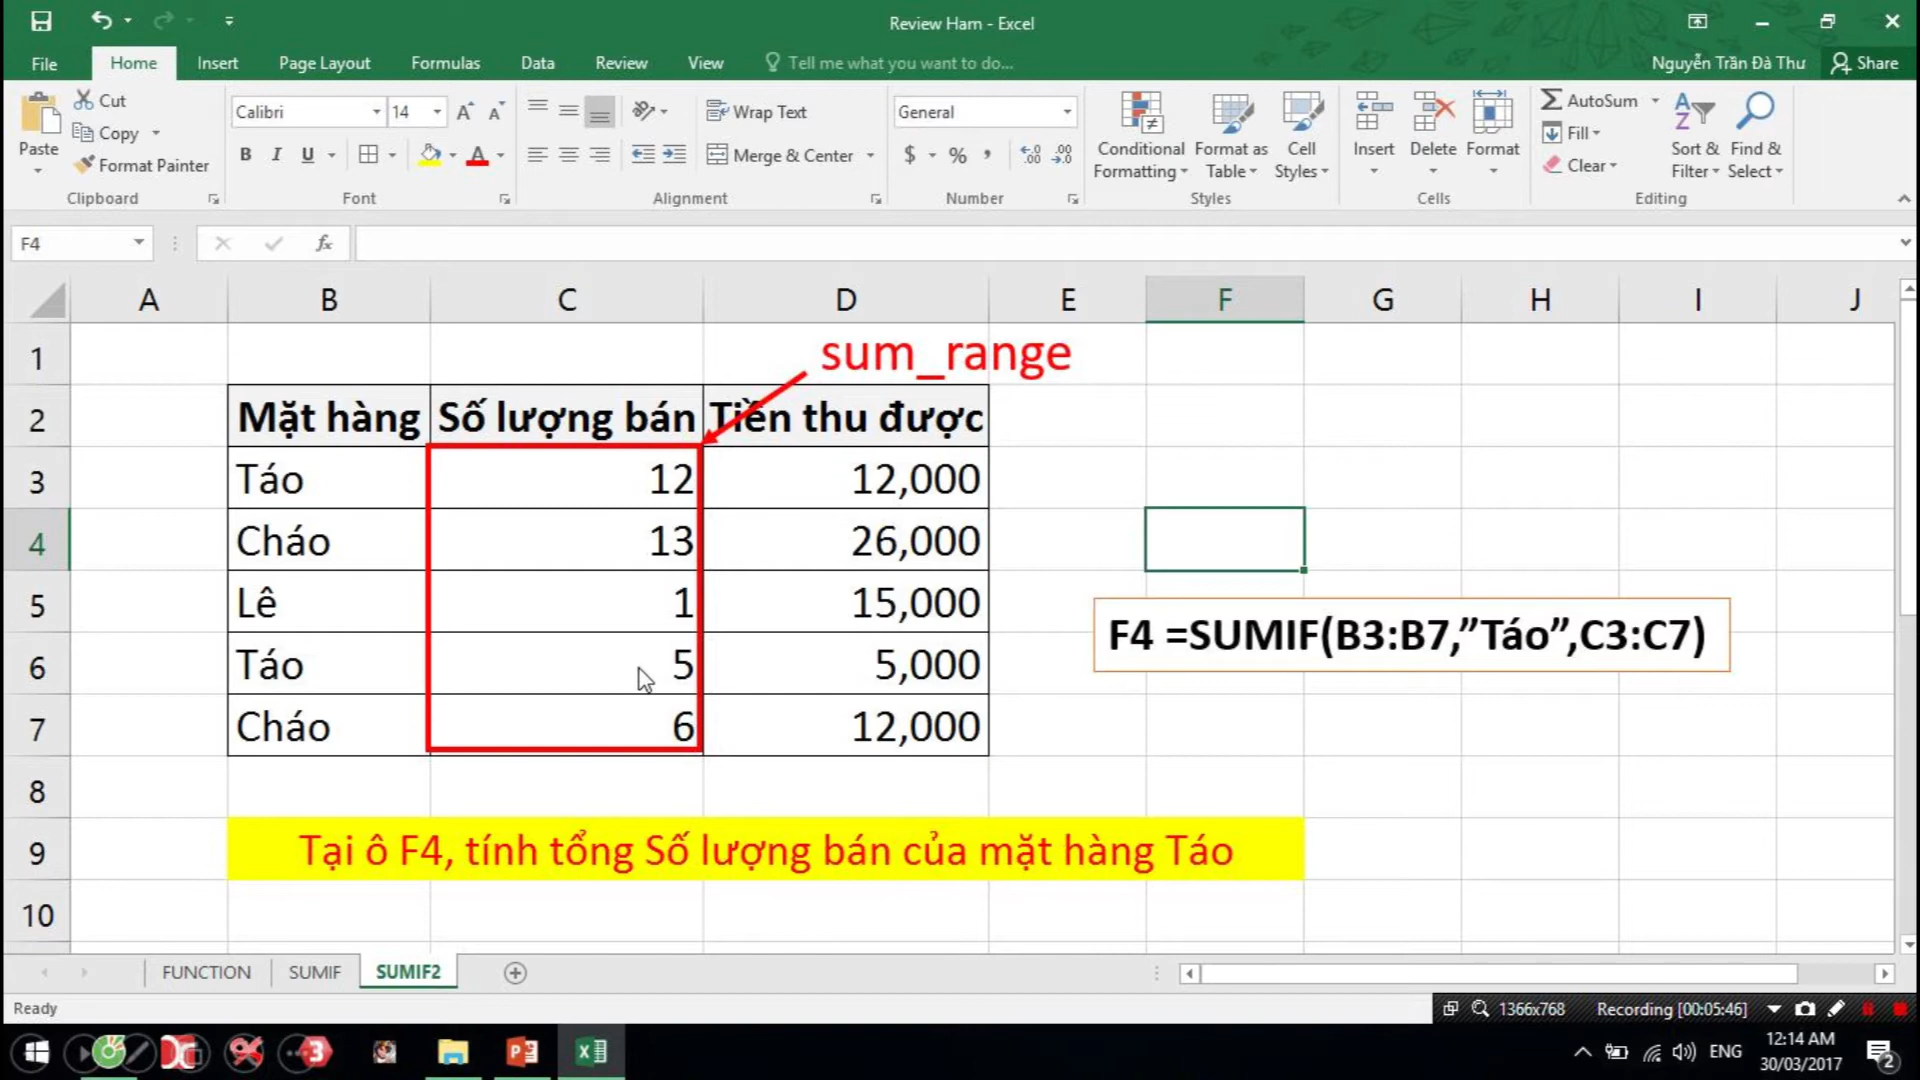 Review Ham - Excel
File Home Insert Page Layout Formulas Data Review View Tell me what you want to do... Nguyễn Trần Đà Thư Share
Paste Cut Copy Format Painter Clipboard
Calibri 14 B I U Font
Wrap Text Merge & Center Alignment
General $ % , .00 Number
Conditional Formatting Format as Table Cell Styles Styles
Insert Delete Format Cells
AutoSum Fill Clear Sort & Filter Find & Select Editing
F4 fx
A B C D E F G H I J
1 sum_range
2 Mặt hàng Số lượng bán Tiền thu được
3 Táo 12 12,000
4 Cháo 13 26,000
5 Lê 1 15,000
F4 =SUMIF(B3:B7,”Táo”,C3:C7)
6 Táo 5 5,000
7 Cháo 6 12,000
8
9 Tại ô F4, tính tổng Số lượng bán của mặt hàng Táo
10
FUNCTION SUMIF SUMIF2
Ready
1366x768 Recording [00:05:46]
ENG 12:14 AM
30/03/2017 2